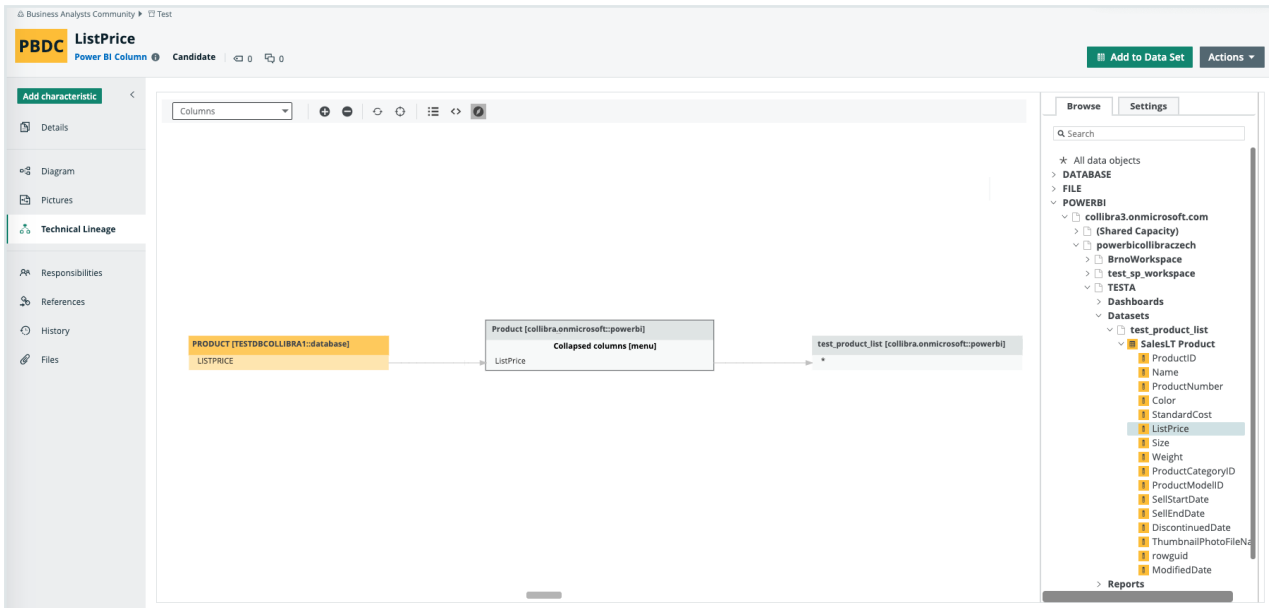 Business Analysts Community Test
PBDC
ListPrice
Power BI Column Candidate 0 0
Add to Data Set
Actions
Add characteristic
Details
Diagram
Pictures
Technical Lineage
Responsibilities
References
History
Files
Columns
PRODUCT [TESTDBCOLLIBRA1::database]
LISTPRICE
Product [collibra.onmicrosoft::powerbi]
Collapsed columns [menu]
ListPrice
test_product_list [collibra.onmicrosoft::powerbi]
*
Browse
Settings
Search
All data objects
DATABASE
FILE
POWERBI
collibra3.onmicrosoft.com
(Shared Capacity)
powerbicollibraczech
BrnoWorkspace
test_sp_workspace
TESTA
Dashboards
Datasets
test_product_list
SalesLT Product
ProductID
Name
ProductNumber
Color
StandardCost
ListPrice
Size
Weight
ProductCategoryID
ProductModelID
SellStartDate
SellEndDate
DiscontinuedDate
ThumbnailPhotoFileNa
rowguid
ModifiedDate
Reports